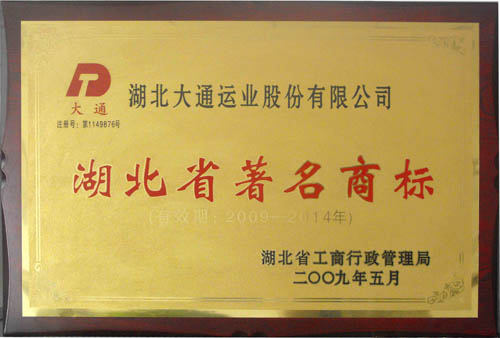 大通
注册号：第1149876号
湖北大通运业股份有限公司
湖北省著名商标
(有效期：2009--2014年)
湖北省工商行政管理局
二〇〇九年五月